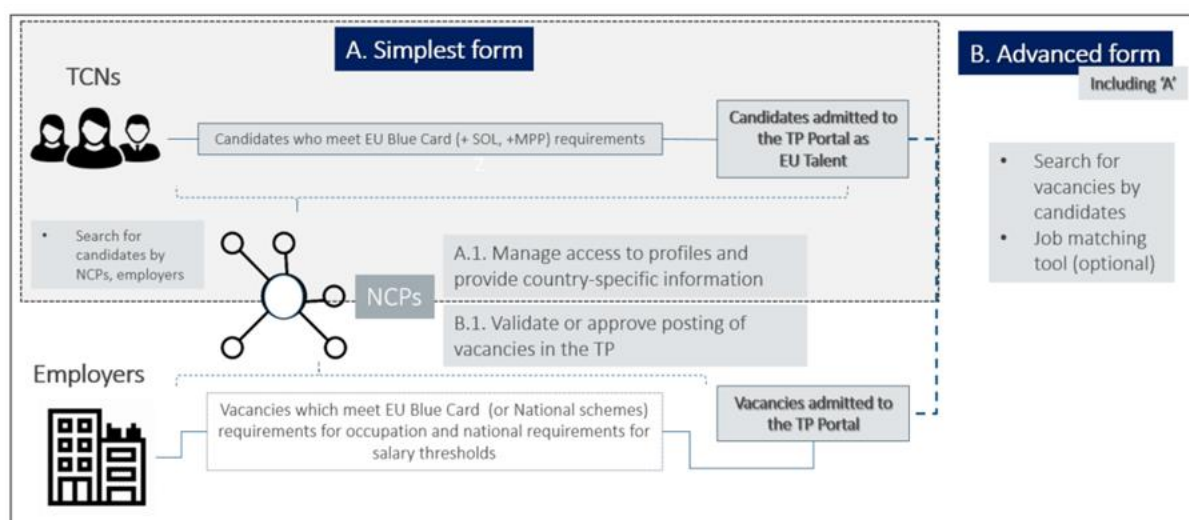 A. Simplest form
B. Advanced form
Including 'A'
TCNs
Candidates who meet EU Blue Card (+ SOL, +MPP) requirements
2
Candidates admitted to
the TP Portal as
EU Talent
• Search for
vacancies by
candidates
• Job matching
tool (optional)
• Search for
candidates by
NCPs, employers
NCPs
A.1. Manage access to profiles and
provide country-specific information
B.1. Validate or approve posting of
vacancies in the TP
Employers
Vacancies which meet EU Blue Card (or National schemes)
requirements for occupation and national requirements for
salary thresholds
Vacancies admitted to
the TP Portal